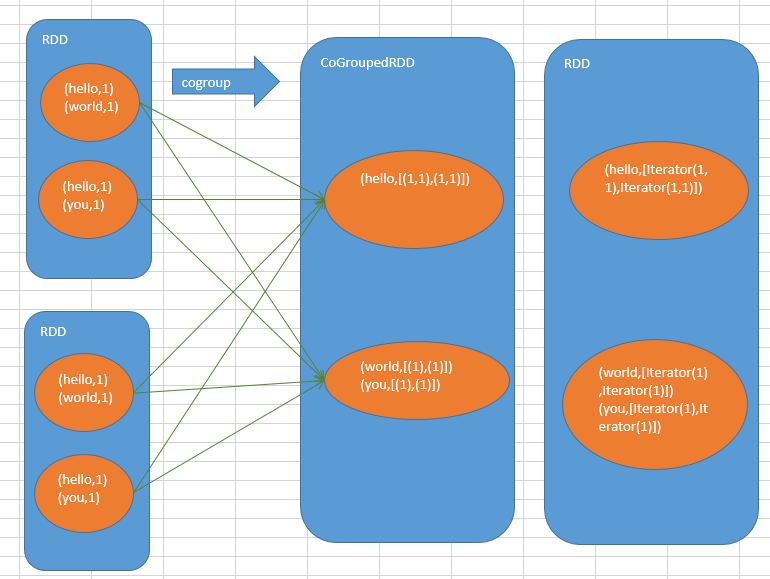 RDD
(hello,1)
(world,1)
(hello,1)
(you,1)
RDD
(hello,1)
(world,1)
(hello,1)
(you,1)
cogroup
CoGroupedRDD
(hello,[(1,1),(1,1)])
(world,[(1),(1)])
(you,[(1),(1)])
RDD
(hello,[Iterator(1,
1),Iterator(1,1)])
(world,[Iterator(1)
,Iterator(1)])
(you,[Iterator(1),It
erator(1)])